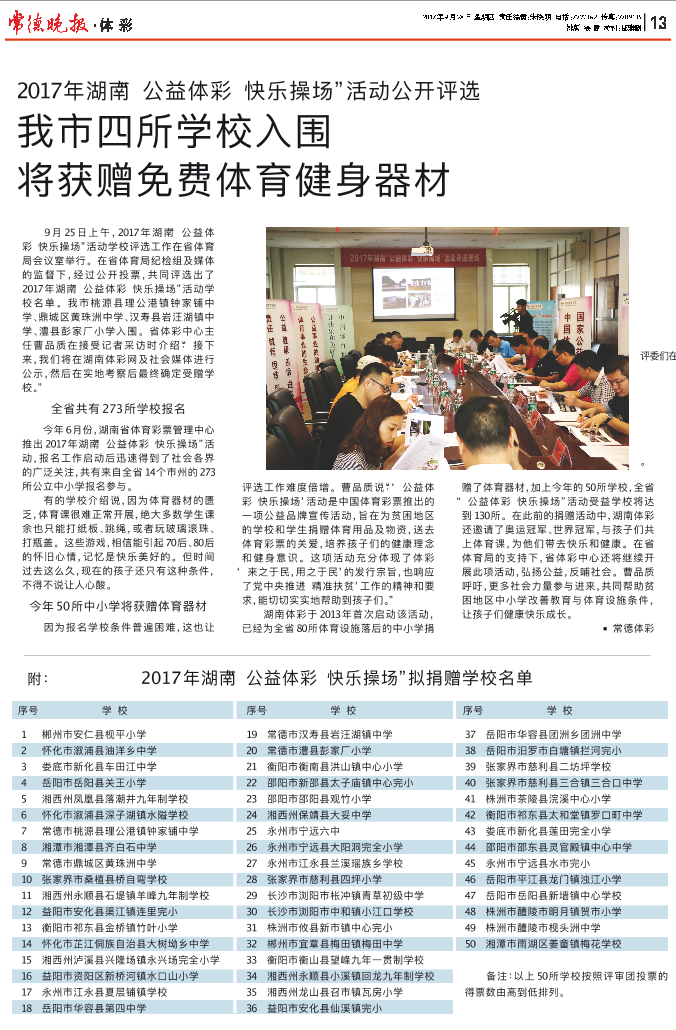 常德晚报·体彩
13
2017年湖南 公益体彩 快乐操场”活动公开评选
我市四所学校入围
将获赠免费体育健身器材
9月25日上午，2017年湖南 公益体
彩 快乐操场”活动学校评选工作在省体育
局会议室举行。在省体育局纪检组及媒体
的监督下，经过公开投票，共同评选出了
2017年湖南 公益体彩 快乐操场”活动学
校名单。我市桃源县理公港镇钟家铺中
学、鼎城区黄珠洲中学、汉寿县岩汪湖镇中
学、澧县彭家厂小学入围。省体彩中心主
任曹品质在接受记者采访时介绍：“接下
来，我们将在湖南体彩网及社会媒体进行
公示，然后在实地考察后最终确定受赠学
校。”
全省共有273所学校报名
今年6月份，湖南省体育彩票管理中心
推出2017年湖南 公益体彩 快乐操场”活
动，报名工作启动后迅速得到了社会各界
的广泛关注，共有来自全省14个市州的273
所公立中小学报名参与。
有的学校介绍说，因为体育器材的匮
乏，体育课很难正常开展，绝大多数学生课
余也只能打纸板、跳绳，或者玩玻璃滚珠、
打瓶盖。这些游戏，相信能引起70后、80后
的怀旧心情，记忆是快乐美好的。但时间
过去这么久，现在的孩子还只有这种条件，
不得不说让人心酸。
今年50所中小学将获赠体育器材
因为报名学校条件普遍困难，这也让
2017年湖南“公益体彩 快乐操场”活动评选测试
评委们在
。
评选工作难度倍增。曹品质说：“‘公益体
彩 快乐操场’活动是中国体育彩票推出的
一项公益品牌宣传活动，旨在为贫困地区
的学校和学生捐赠体育用品及物资，送去
体育彩票的关爱，培养孩子们的健康理念
和健身意识。这项活动充分体现了体彩
‘来之于民，用之于民’的发行宗旨，也响应
了党中央推进 精准扶贫’工作的精神和要
求，能切切实实地帮助到孩子们。”
湖南体彩于2013年首次启动该活动，
已经为全省80所体育设施落后的中小学捐
赠了体育器材，加上今年的50所学校，全省
“公益体彩 快乐操场”活动受益学校将达
到130所。在此前的捐赠活动中，湖南体彩
还邀请了奥运冠军、世界冠军，与孩子们共
上体育课，为他们带去快乐和健康。在省
体育局的支持下，省体彩中心还将继续开
展此项活动，弘扬公益，反哺社会。曹品质
呼吁，更多社会力量参与进来，共同帮助贫
困地区中小学改善教育与体育设施条件，
让孩子们健康快乐成长。
▪ 常德体彩
附：
2017年湖南 公益体彩 快乐操场”拟捐赠学校名单
序号 学校
1 郴州市安仁县枧平小学
2 怀化市溆浦县油洋乡中学
3 娄底市新化县车田江中学
4 岳阳市岳阳县关王小学
5 湘西州凤凰县落潮井九年制学校
6 怀化市溆浦县深子湖镇水隘学校
7 常德市桃源县理公港镇钟家铺中学
8 湘潭市湘潭县齐白石中学
9 常德市鼎城区黄珠洲中学
10 张家界市桑植县桥自弯学校
11 湘西州永顺县石堤镇羊峰九年制学校
12 益阳市安化县渠江镇连里完小
13 衡阳市祁东县金桥镇竹叶小学
14 怀化市芷江侗族自治县大树坳乡中学
15 湘西州泸溪县兴隆场镇永兴场完全小学
16 益阳市资阳区新桥河镇水口山小学
17 永州市江永县夏层铺镇学校
18 岳阳市华容县第四中学
序号 学校
19 常德市汉寿县岩汪湖镇中学
20 常德市澧县彭家厂小学
21 衡阳市衡南县洪山镇中心小学
22 邵阳市新邵县太子庙镇中心完小
23 邵阳市邵阳县观竹小学
24 湘西州保靖县大妥中学
25 永州市宁远六中
26 永州市宁远县大阳洞完全小学
27 永州市江永县兰溪瑶族乡学校
28 张家界市慈利县四坪小学
29 长沙市浏阳市枨冲镇青草初级中学
30 长沙市浏阳市中和镇小江口学校
31 株洲市攸县新市镇中心完小
32 郴州市宜章县梅田镇梅田中学
33 衡阳市衡山县望峰九年一贯制学校
34 湘西州永顺县小溪镇回龙九年制学校
35 湘西州龙山县召市镇瓦房小学
36 益阳市安化县仙溪镇完小
序号 学校
37 岳阳市华容县团洲乡团洲中学
38 岳阳市汨罗市白塘镇拦河完小
39 张家界市慈利县二坊坪学校
40 张家界市慈利县三合镇三合口中学
41 株洲市茶陵县浣溪中心小学
42 衡阳市祁东县太和堂镇罗口町中学
43 娄底市新化县莲田完全小学
44 邵阳市邵东县灵官殿镇中心中学
45 永州市宁远县水市完小
46 岳阳市平江县龙门镇浊江小学
47 岳阳市岳阳县新墙镇中心学校
48 株洲市醴陵市明月镇贺市小学
49 株洲市醴陵市枧头洲中学
50 湘潭市雨湖区姜畲镇梅花学校
备注：以上50所学校按照评审团投票的
得票数由高到低排列。